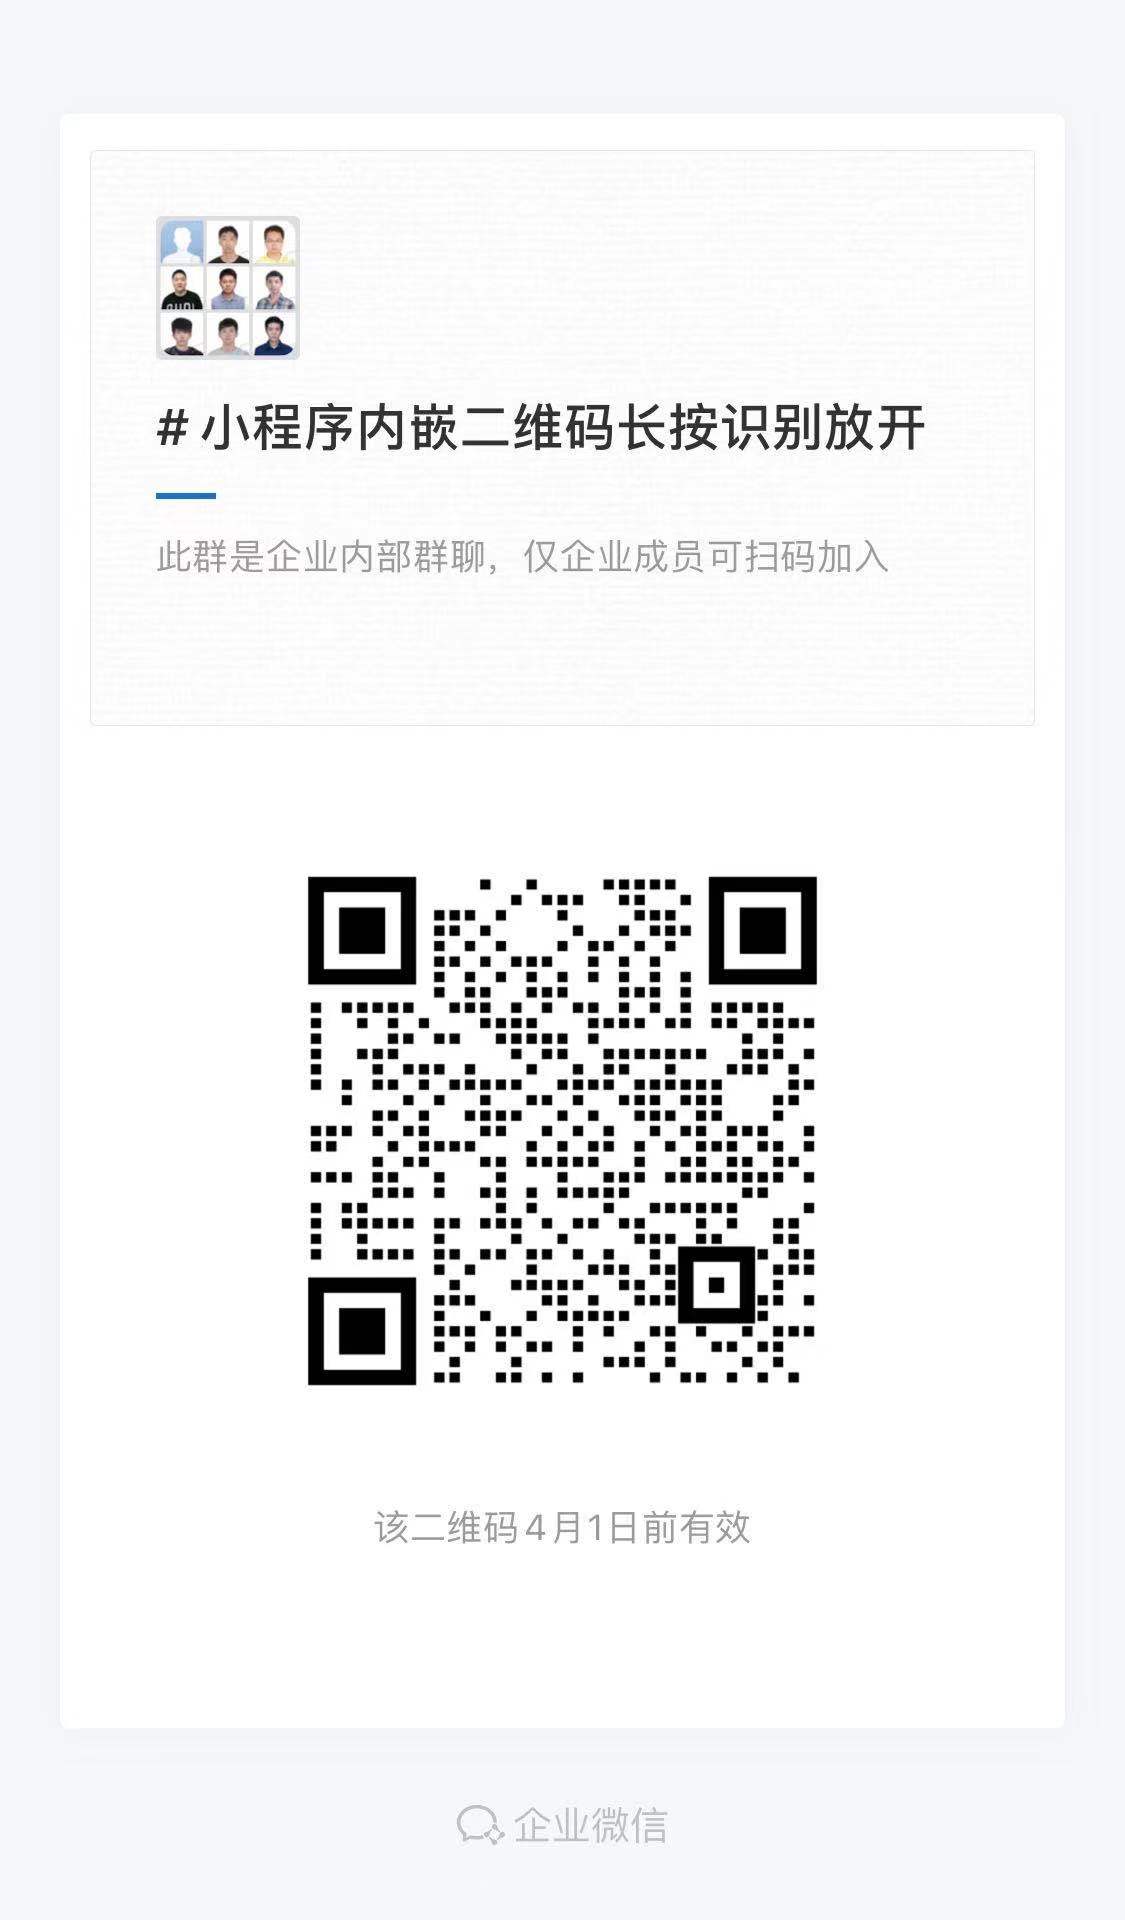 #小程序内嵌二维码长按识别放开
此群是企业内部群聊，仅企业成员可扫码加入
该二维码4月1日前有效
企业微信